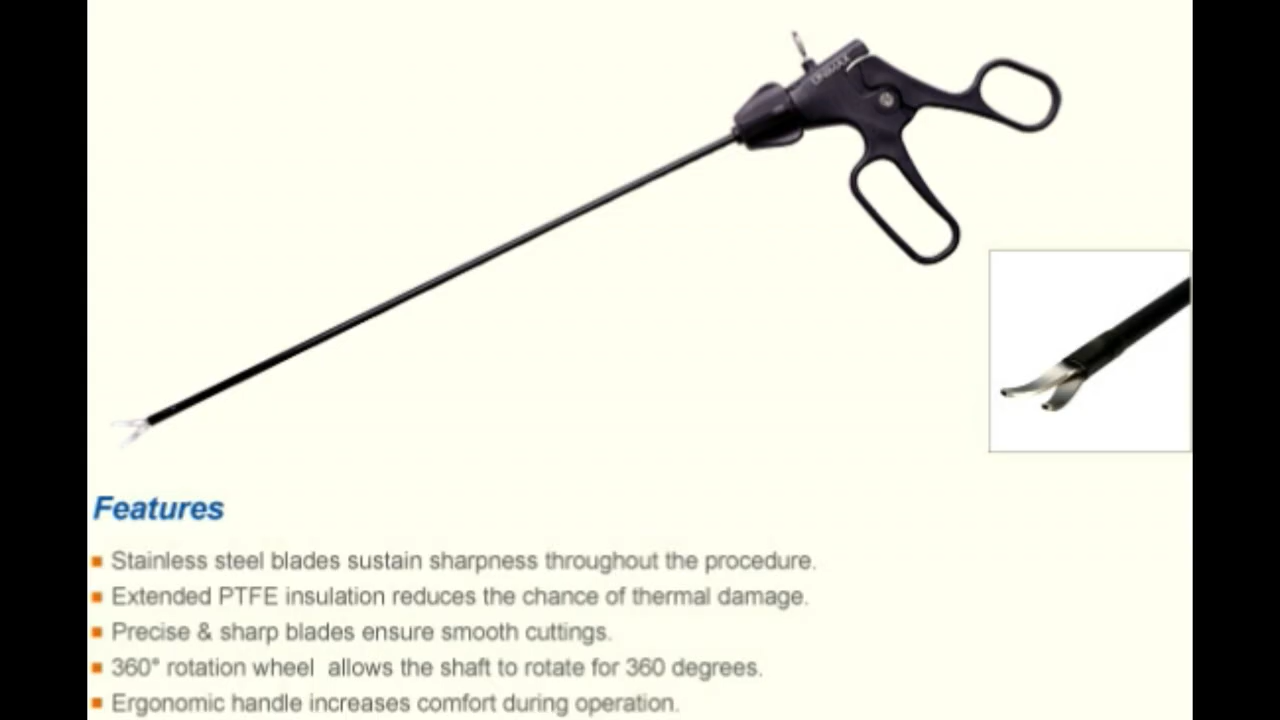 UNIMAX
Features
Stainless steel blades sustain sharpness throughout the procedure.
Extended PTFE insulation reduces the chance of thermal damage.
Precise & sharp blades ensure smooth cuttings.
360° rotation wheel allows the shaft to rotate for 360 degrees.
Ergonomic handle increases comfort during operation.